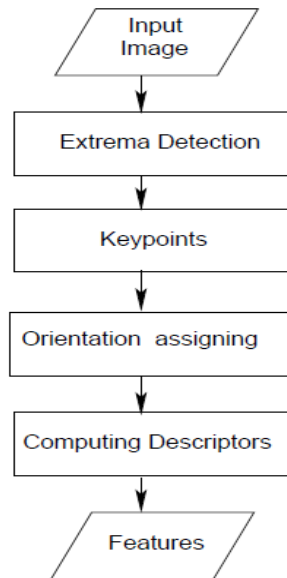 Input
Image
Extrema Detection
Keypoints
Orientation assigning
Computing Descriptors
Features